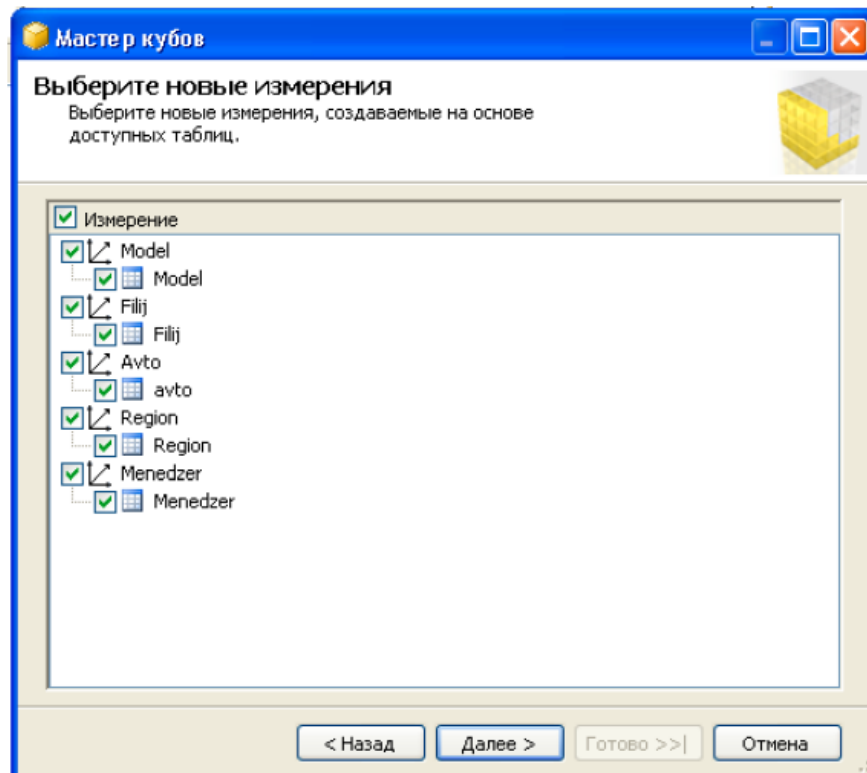 Мастер кубов
Выберите новые измерения
Выберите новые измерения, создаваемые на основе
доступных таблиц.
Измерение
Model
Model
Filij
Filij
Avto
avto
Region
Region
Menedzer
Menedzer
< Назад
Далее >
Готово >>|
Отмена